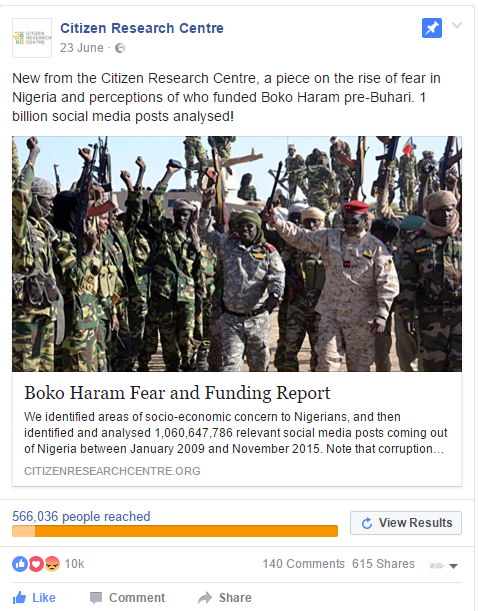 CITIZEN
RESEARCH
CENTRE
Citizen Research Centre
23 June ·
New from the Citizen Research Centre, a piece on the rise of fear in
Nigeria and perceptions of who funded Boko Haram pre-Buhari. 1
billion social media posts analysed!
Boko Haram Fear and Funding Report
We identified areas of socio-economic concern to Nigerians, and then
identified and analysed 1,060,647,786 relevant social media posts coming out
of Nigeria between January 2009 and November 2015. Note that corruption…
CITIZENRESEARCHCENTRE.ORG
566,036 people reached
View Results
10k
140 Comments 615 Shares
Like Comment Share